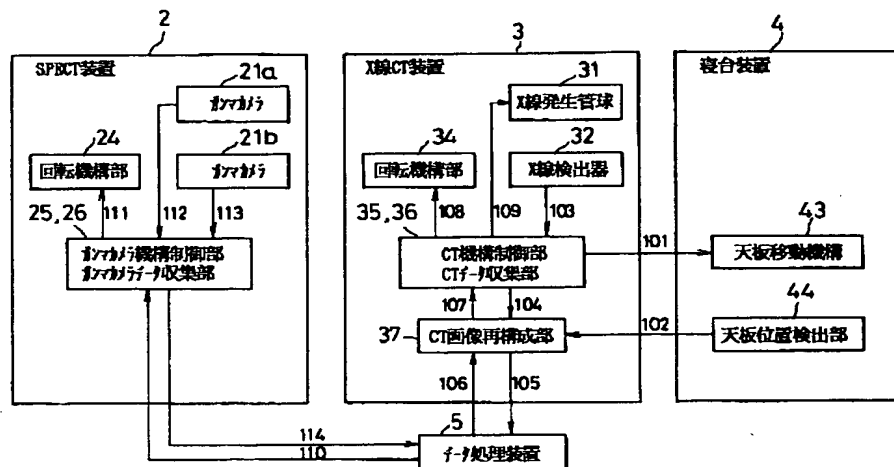 2
SPECT装置
21a
ガンマカメラ
24
回転機構部
21b
ガンマカメラ
111
112
113
25,26
ガンマカメラ機構制御部
ガンマカメラデータ収集部
3
X線CT装置
31
X線発生管球
34
回転機構部
32
X線検出器
35,36
108
109
103
CT機構制御部
CTデータ収集部
101
107
104
37
CT画像再構成部
102
106
105
4
寝台装置
43
天板移動機構
44
天板位置検出部
114
110
5
データ処理装置